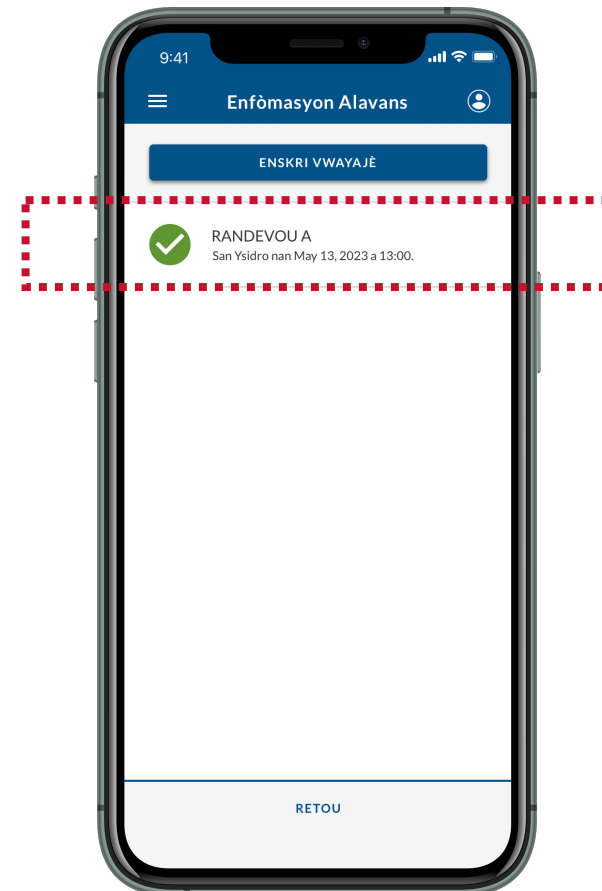 9:41
Enfòmasyon Alavans
ENSKRI VWAYAJÈ
RANDEVOU A
San Ysidro nan May 13, 2023 a 13:00.
RETOU